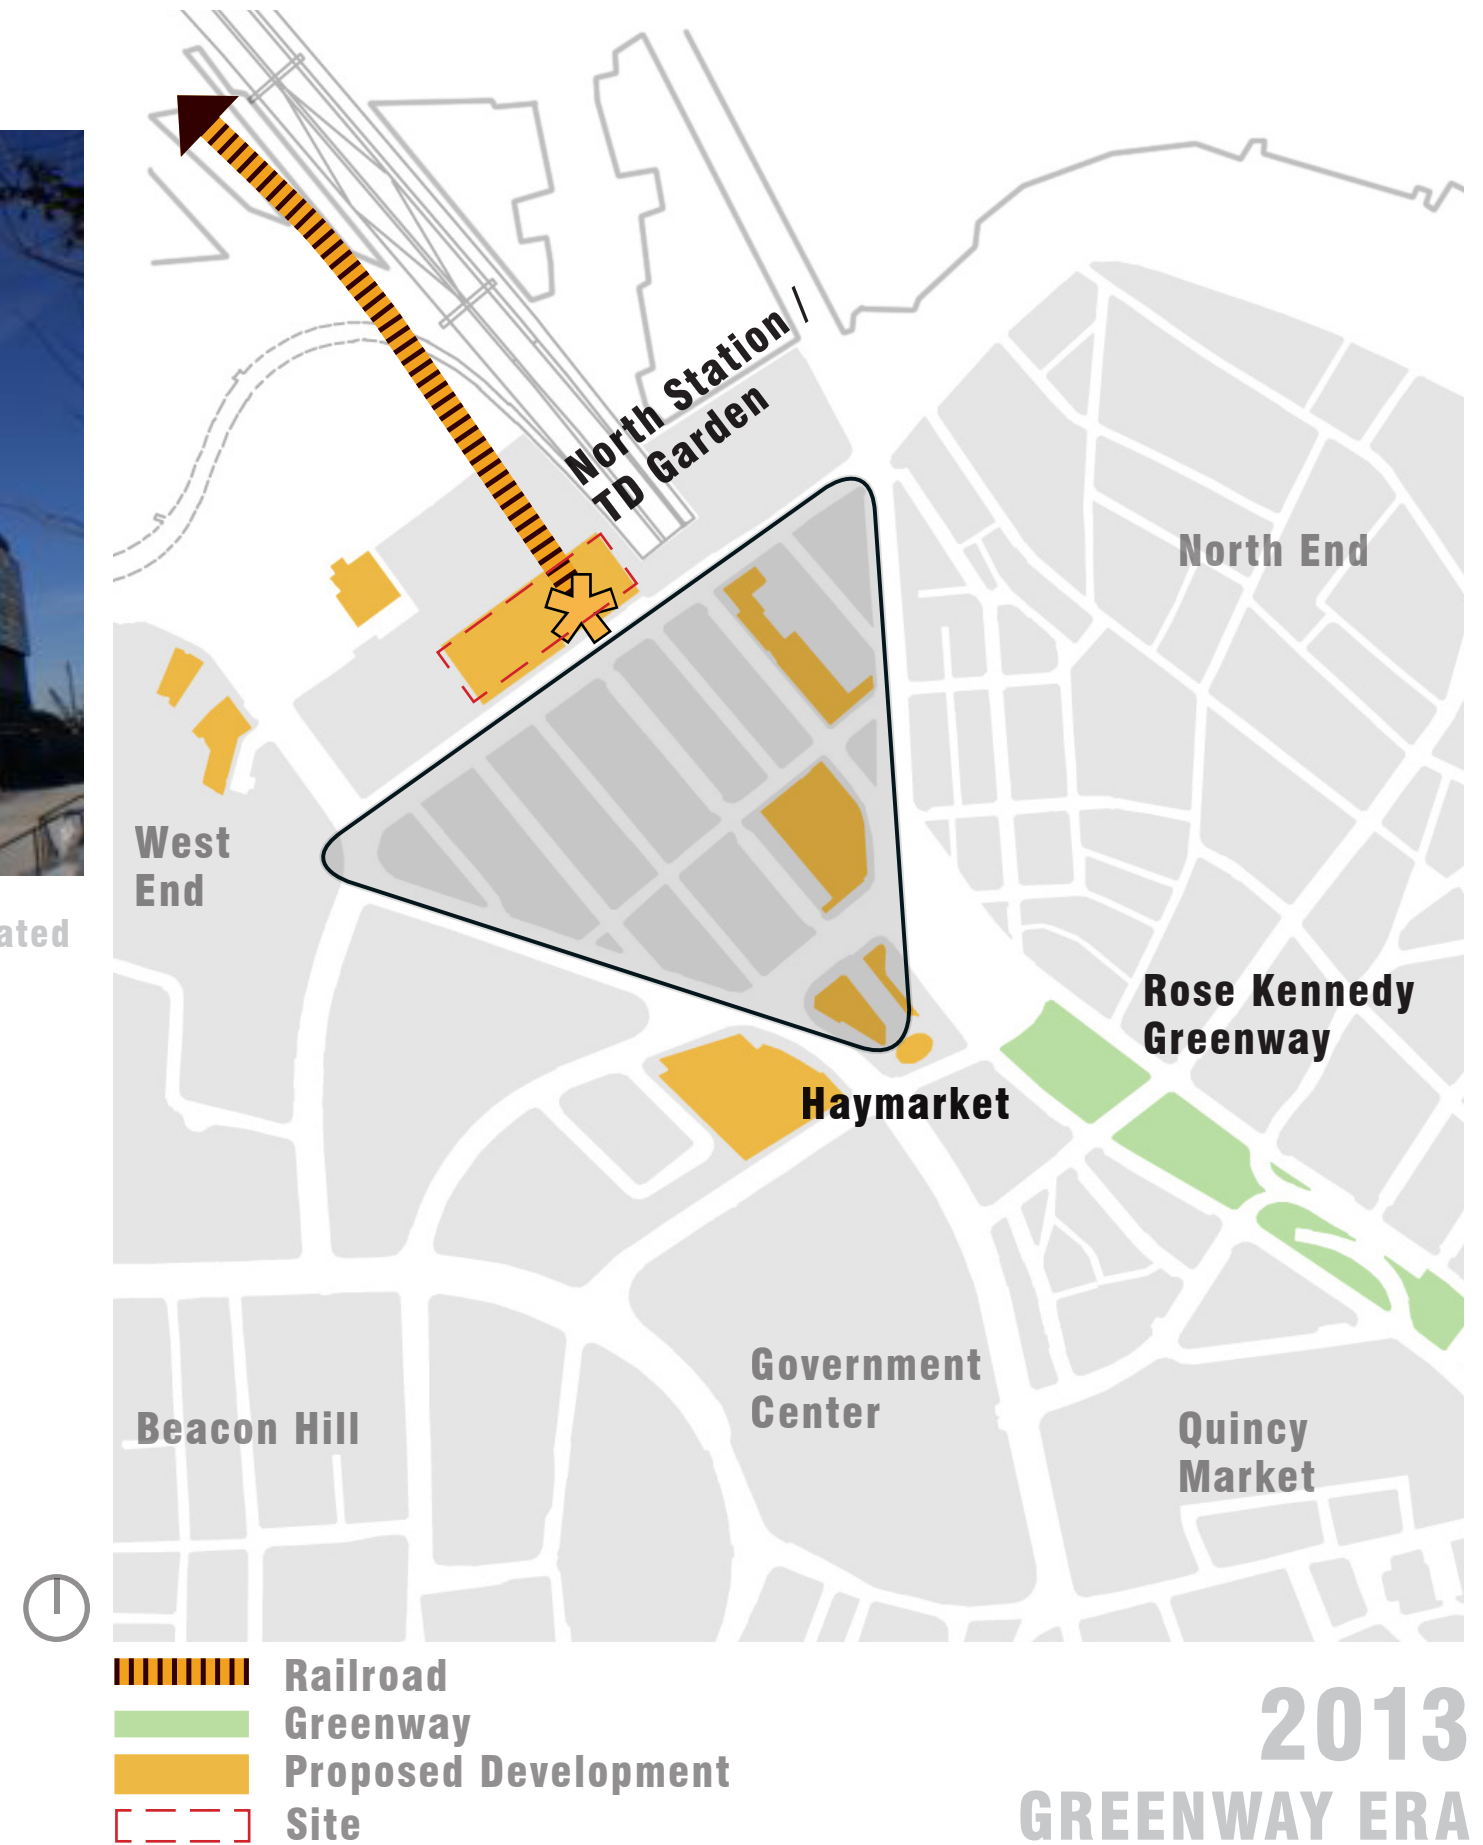 North Station /
TD Garden
North End
West
End
ated
Rose Kennedy
Greenway
Haymarket
Government
Center
Beacon Hill
Quincy
Market
Railroad
Greenway
Proposed Development
Site
2013
GREENWAY ERA